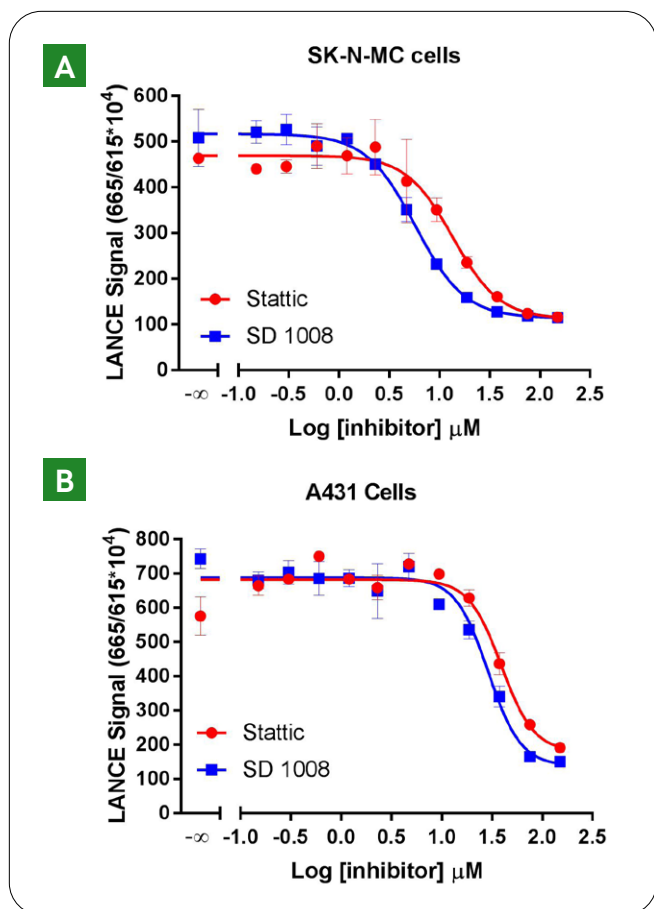 A
SK-N-MC cells
LANCE Signal (665/615*10⁴)
600
500
400
300
200
100
0
Stattic
SD 1008
-∞ -1.0 -0.5 0.0 0.5 1.0 1.5 2.0 2.5
Log [inhibitor] μM
B
A431 Cells
LANCE Signal (665/615*10⁴)
800
700
600
500
400
300
200
100
0
Stattic
SD 1008
-∞ -1.0 -0.5 0.0 0.5 1.0 1.5 2.0 2.5
Log [inhibitor] μM